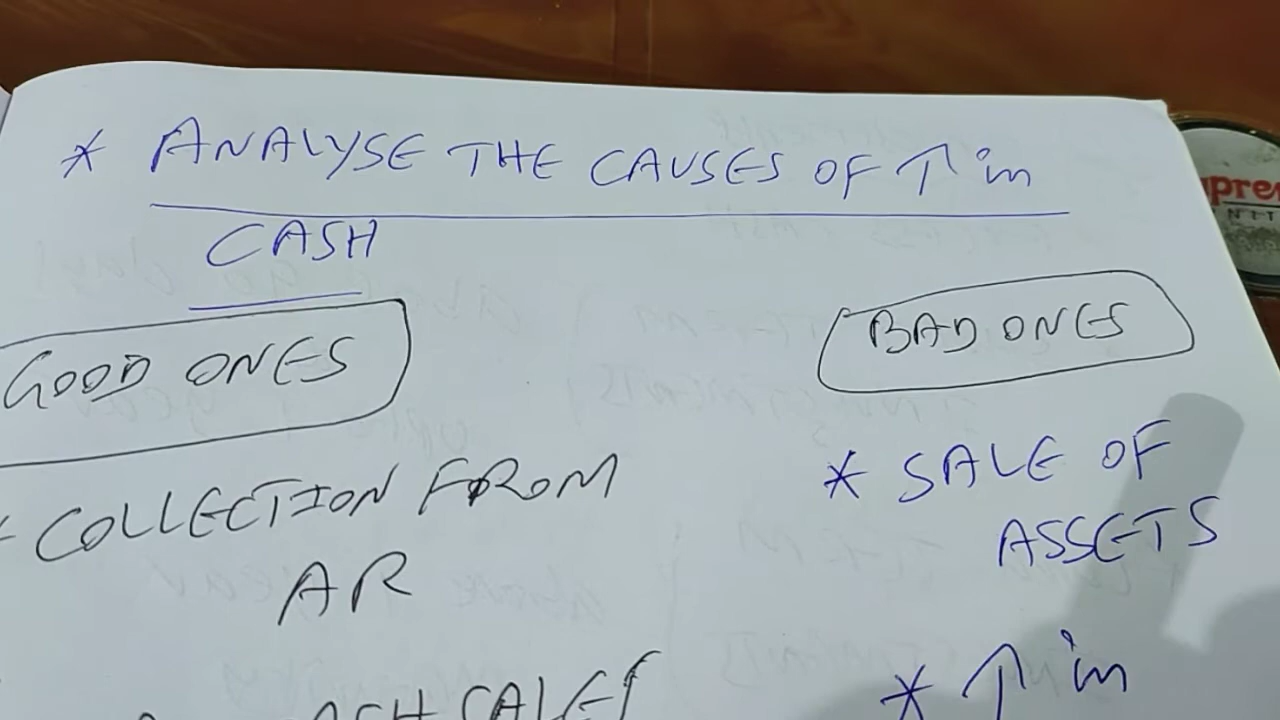 * ANALYSE THE CAUSES OF ↑ in
CASH
GOOD ONES
BAD ONES
COLLECTION FROM
AR
* SALE OF
ASSETS
* ↑ in